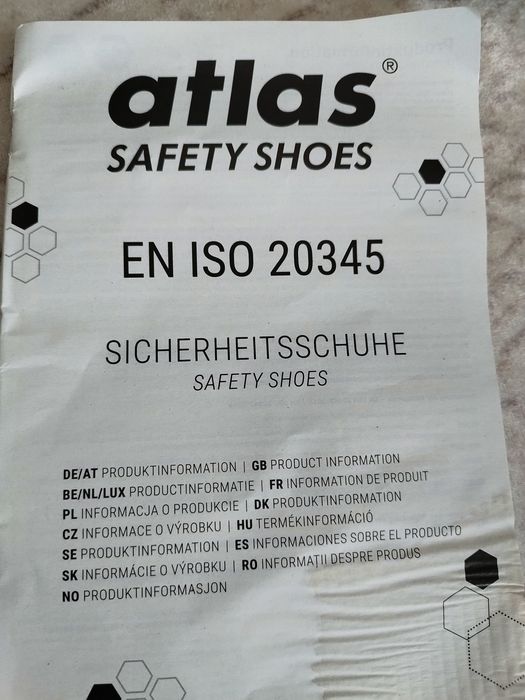 atlas®
SAFETY SHOES
EN ISO 20345
SICHERHEITSSCHUHE
SAFETY SHOES
DE/AT PRODUKTINFORMATION | GB PRODUCT INFORMATION
BE/NL/LUX PRODUCTINFORMATIE | FR INFORMATION DE PRODUIT
PL INFORMACJA O PRODUKCIE | DK PRODUKTINFORMATION
CZ INFORMACE O VÝROBKU | HU TERMÉKINFORMÁCIÓ
SE PRODUKTINFORMATION | ES INFORMACIONES SOBRE EL PRODUCTO
SK INFORMÁCIE O VÝROBKU | RO INFORMAȚII DESPRE PRODUS
NO PRODUKTINFORMASJON